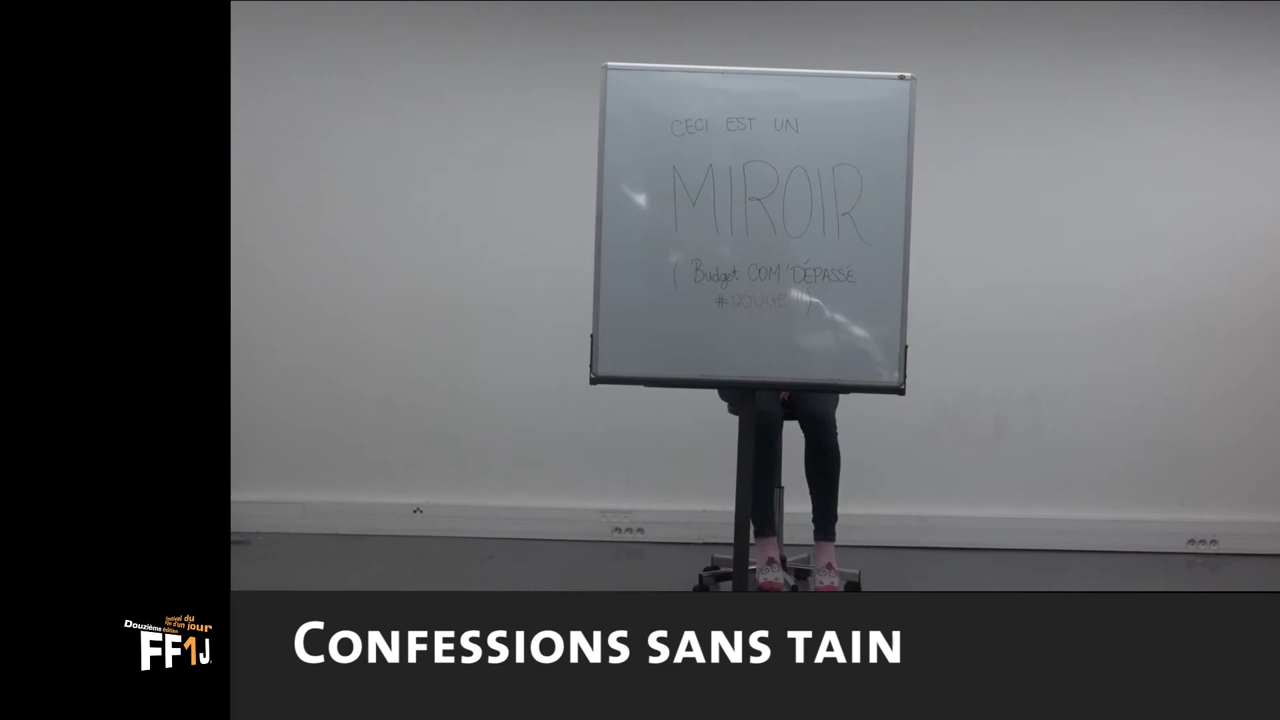 CECI EST UN
MIROIR
( Budget COM' DÉPASSÉ
#ROUGE !!)
festival du
film d'un jour
Douzième édition
FF1J
CONFESSIONS SANS TAIN